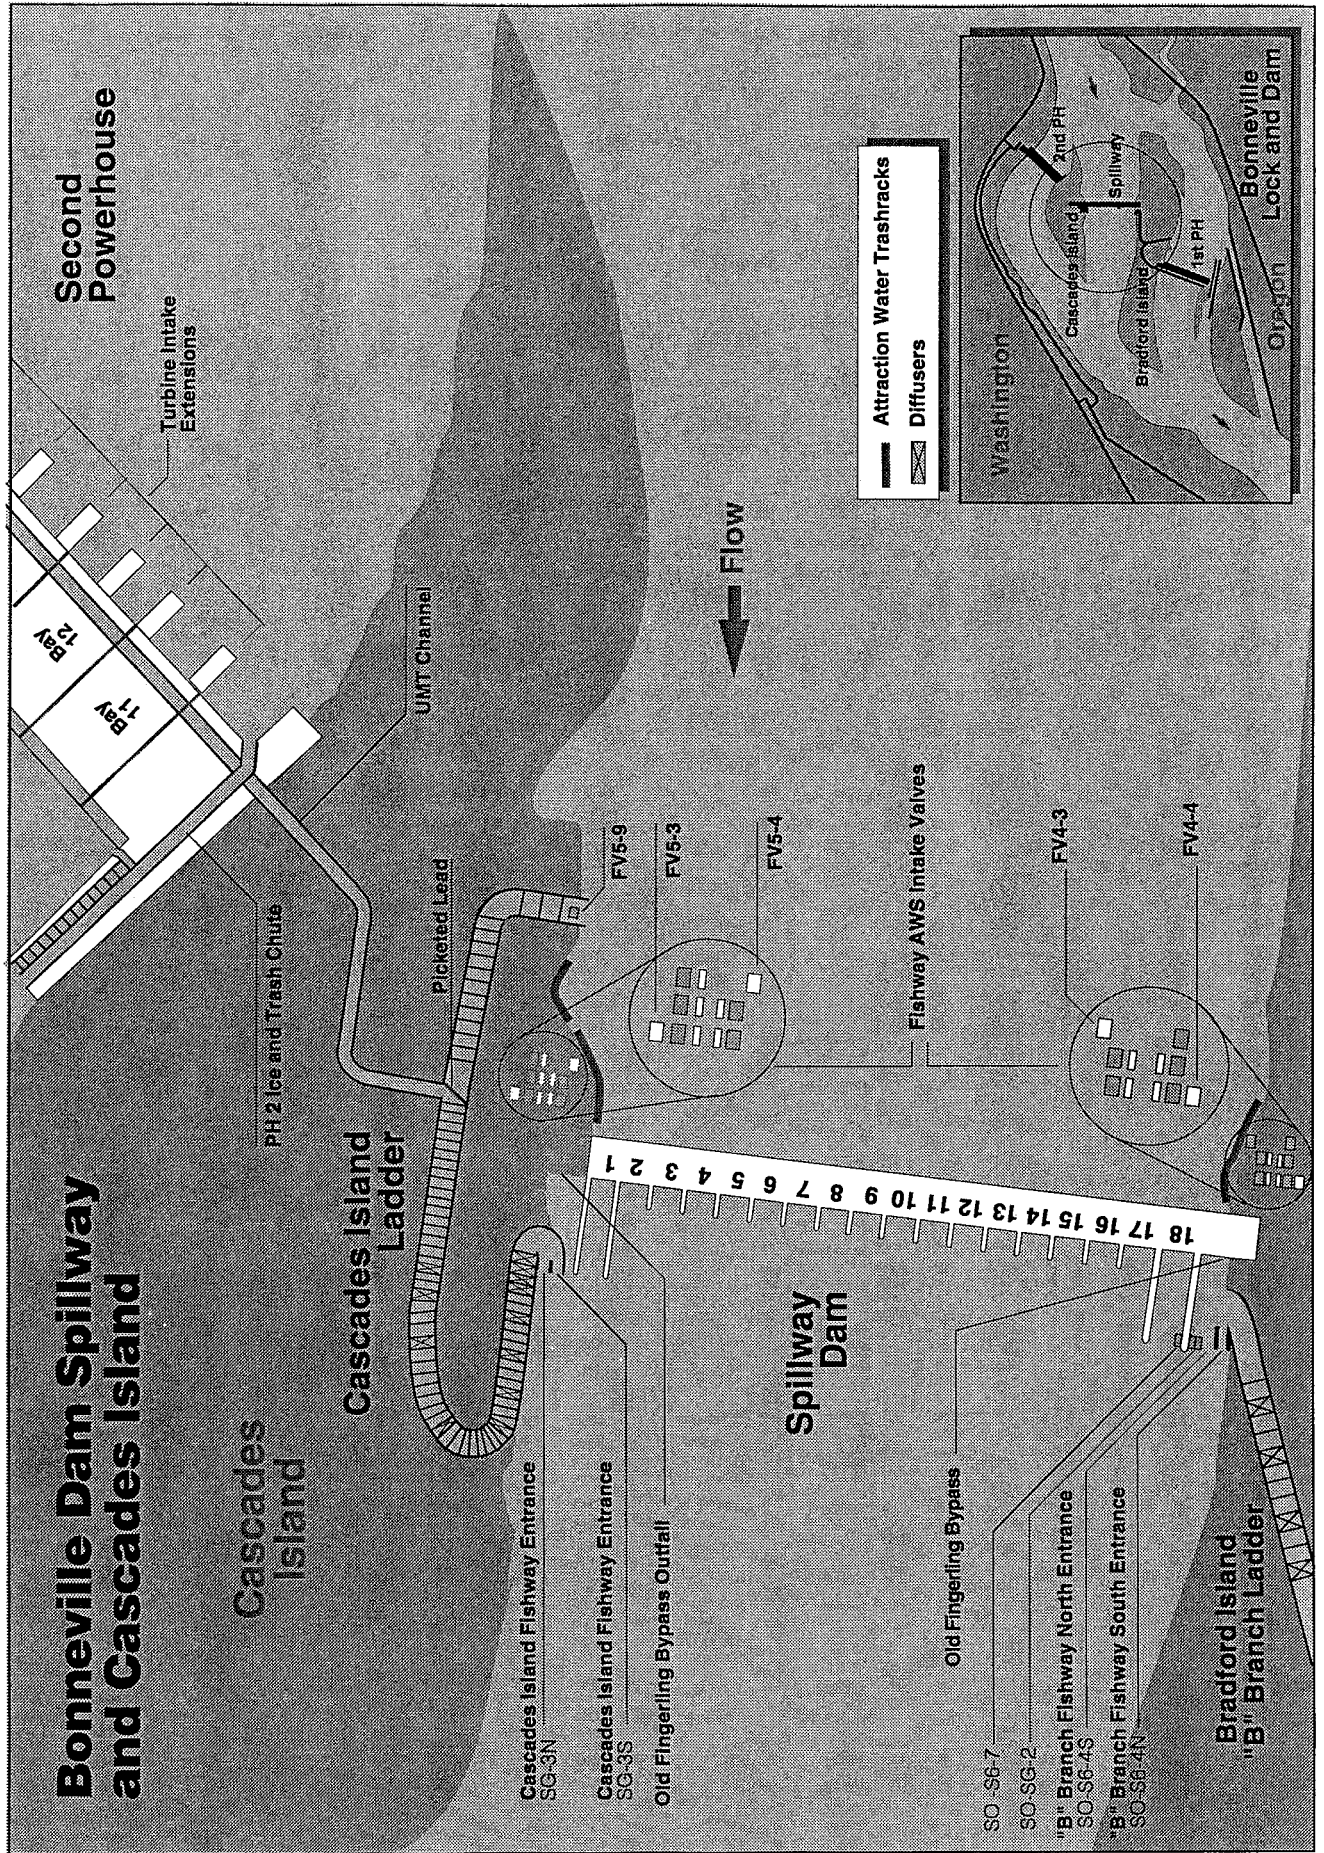 Bonneville Dam Spillway
and Cascades Island
Second
Powerhouse
Turbine Intake
Extensions
Bay
12
Bay
11
UMT Channel
PH 2 Ice and Trash Chute
Cascades
Island
Cascades Island
Ladder
Picketed Lead
FV5-9
FV5-3
FV5-4
Flow
Fishway AWS Intake Valves
FV4-3
FV4-4
1
2
3
4
5
6
7
8
9
10
11
12
13
14
15
16
17
18
Spillway
Dam
Cascades Island Fishway Entrance
SG-3N
Cascades Island Fishway Entrance
SG-3S
Old Fingerling Bypass Outfall
Old Fingerling Bypass
SO-S6-7
SO-SG-2
"B" Branch Fishway North Entrance
SO-S6-4S
"B" Branch Fishway South Entrance
SO-S6-4N
Bradford Island
"B" Branch Ladder
Attraction Water Trashracks
Diffusers
Washington
Cascades Island
2nd PH
Spillway
Bradford Island
1st PH
Oregon
Bonneville
Lock and Dam